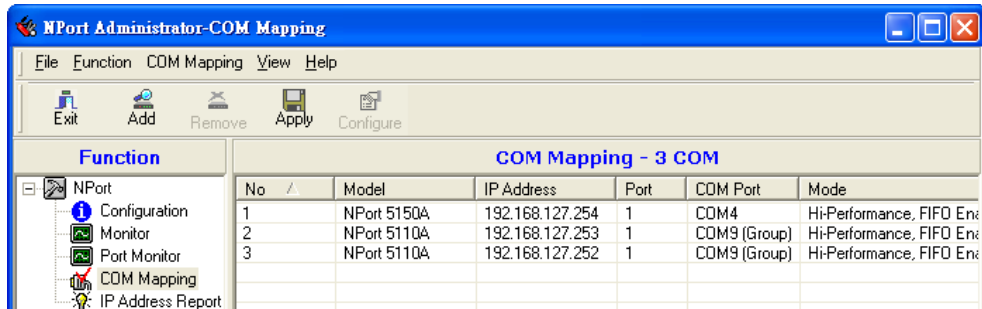 NPort Administrator-COM Mapping
File Function COM Mapping View Help
Exit Add Remove Apply Configure
Function
COM Mapping - 3 COM
NPort
Configuration
Monitor
Port Monitor
COM Mapping
IP Address Report
No Model IP Address Port COM Port Mode
1 NPort 5150A 192.168.127.254 1 COM4 Hi-Performance, FIFO Ena
2 NPort 5110A 192.168.127.253 1 COM9 (Group) Hi-Performance, FIFO Ena
3 NPort 5110A 192.168.127.252 1 COM9 (Group) Hi-Performance, FIFO Ena